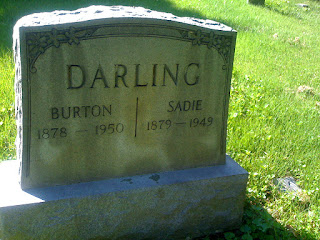 DARLING
BURTON SADIE
1878 — 1950 1879 — 1949